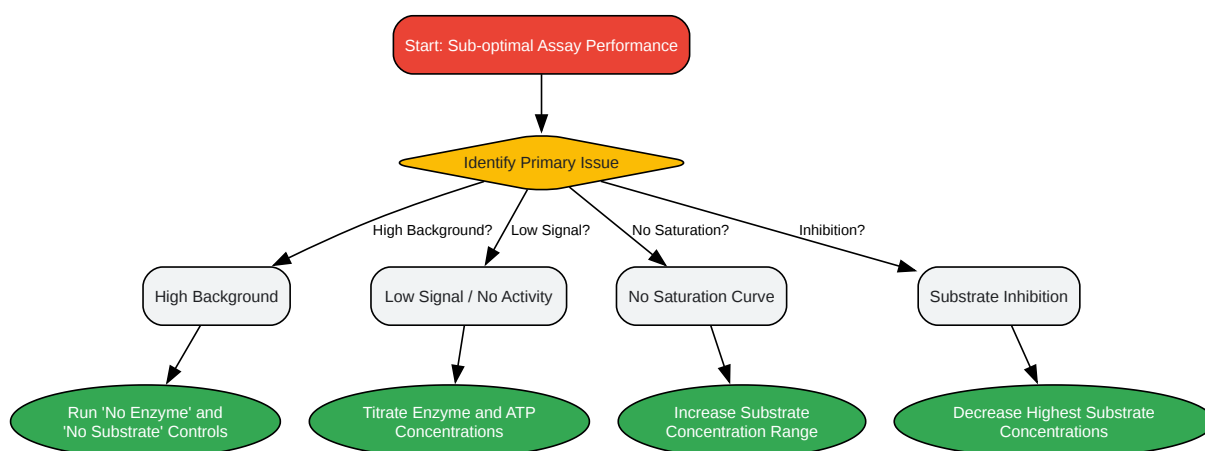 Start: Sub-optimal Assay Performance
Identify Primary Issue
High Background?
Low Signal?
No Saturation?
Inhibition?
High Background
Low Signal / No Activity
No Saturation Curve
Substrate Inhibition
Run 'No Enzyme' and
'No Substrate' Controls
Titrate Enzyme and ATP
Concentrations
Increase Substrate
Concentration Range
Decrease Highest Substrate
Concentrations